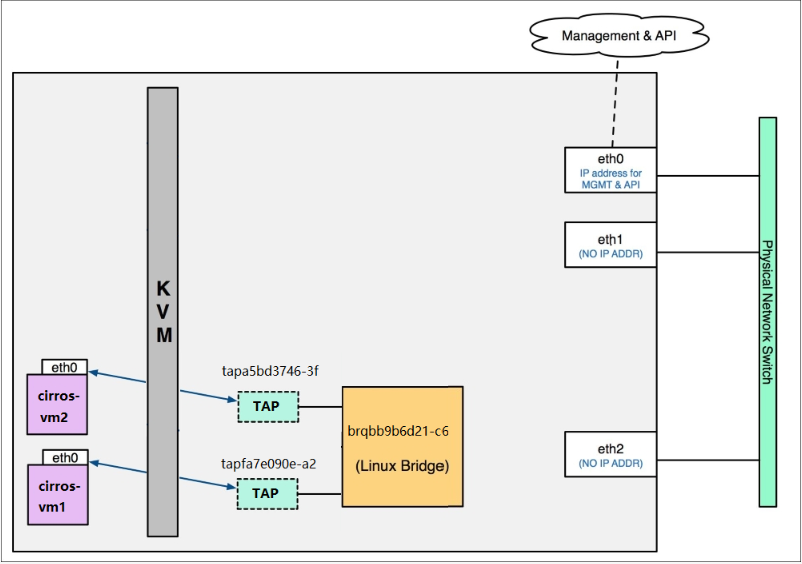 Management & API
eth0
IP address for
MGMT & API
eth1
(NO IP ADDR)
Physical Network Switch
K
V
M
eth0
cirros-
vm2
tapa5bd3746-3f
TAP
brqbb9b6d21-c6
(Linux Bridge)
eth0
cirros-
vm1
tapfa7e090e-a2
TAP
eth2
(NO IP ADDR)